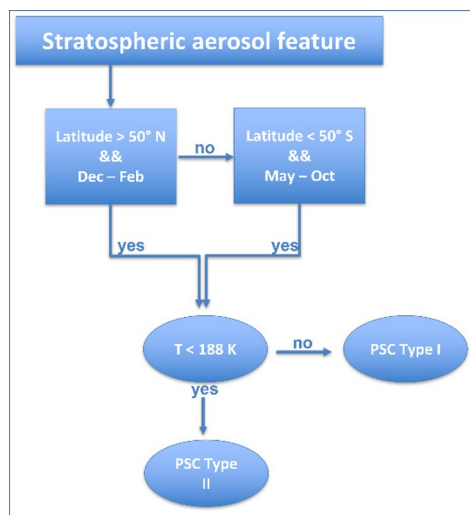 Stratospheric aerosol feature
Latitude > 50° N
&&
Dec – Feb
no
Latitude < 50° S
&&
May – Oct
yes
yes
T < 188 K
no
PSC Type I
yes
PSC Type
II